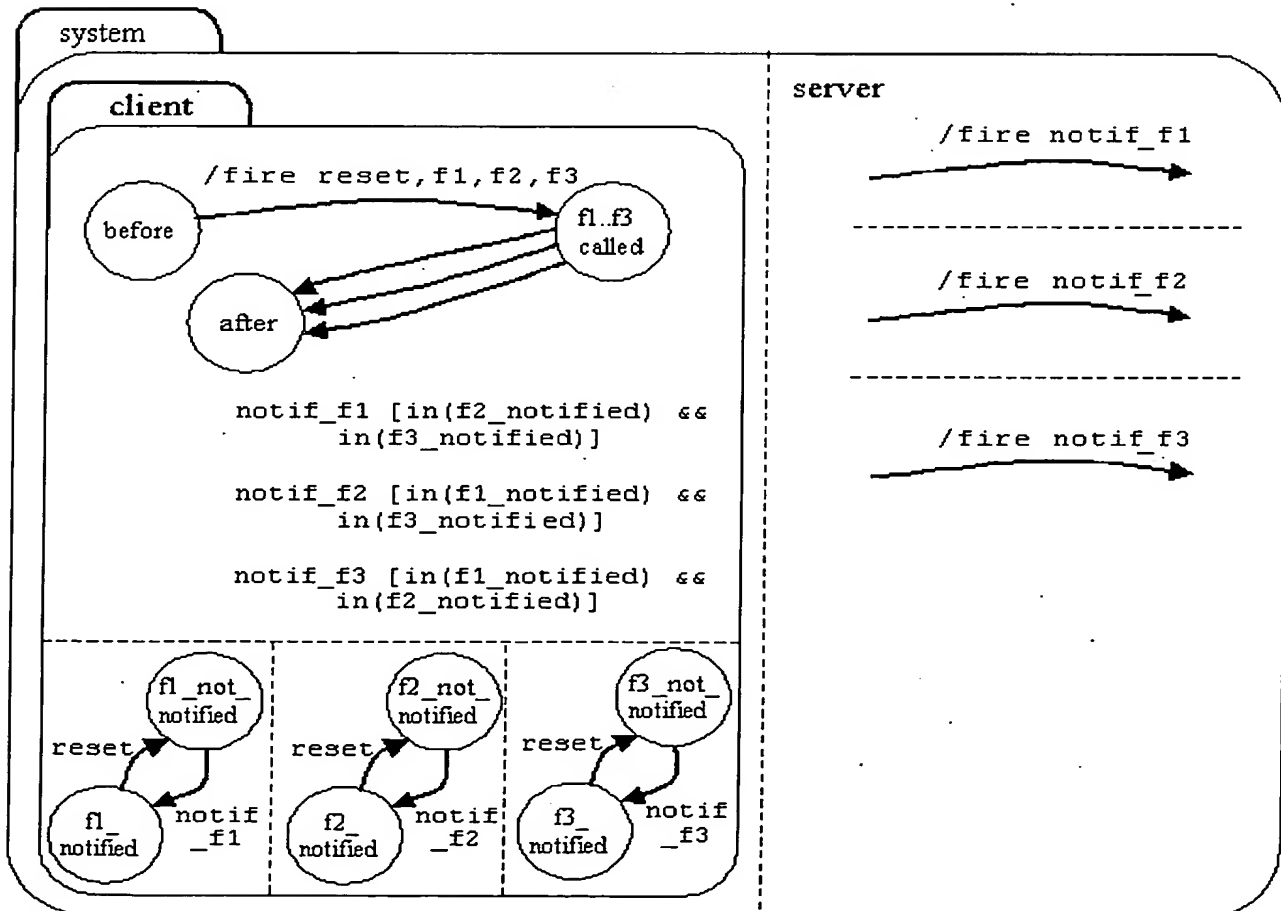 system
client
server
/fire reset,f1,f2,f3
before
f1..f3
called
after
notif_f1 [in(f2_notified) &&
in(f3_notified)]
notif_f2 [in(f1_notified) &&
in(f3_notified)]
notif_f3 [in(f1_notified) &&
in(f2_notified)]
f1_not_
notified
reset
f1_
notified
notif
_f1
f2_not_
notified
reset
f2_
notified
notif
_f2
f3_not_
notified
reset
f3_
notified
notif
_f3
/fire notif_f1
/fire notif_f2
/fire notif_f3